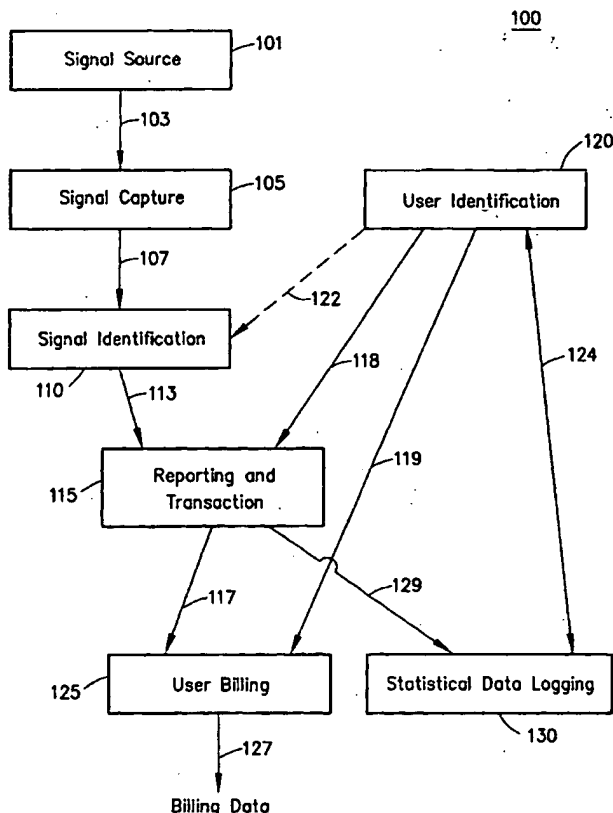 100
Signal Source
101
103
120
Signal Capture
105
User Identification
107
122
Signal Identification
110
113
118
124
119
Reporting and
Transaction
115
117
129
User Billing
125
Statistical Data Logging
130
127
Billing Data